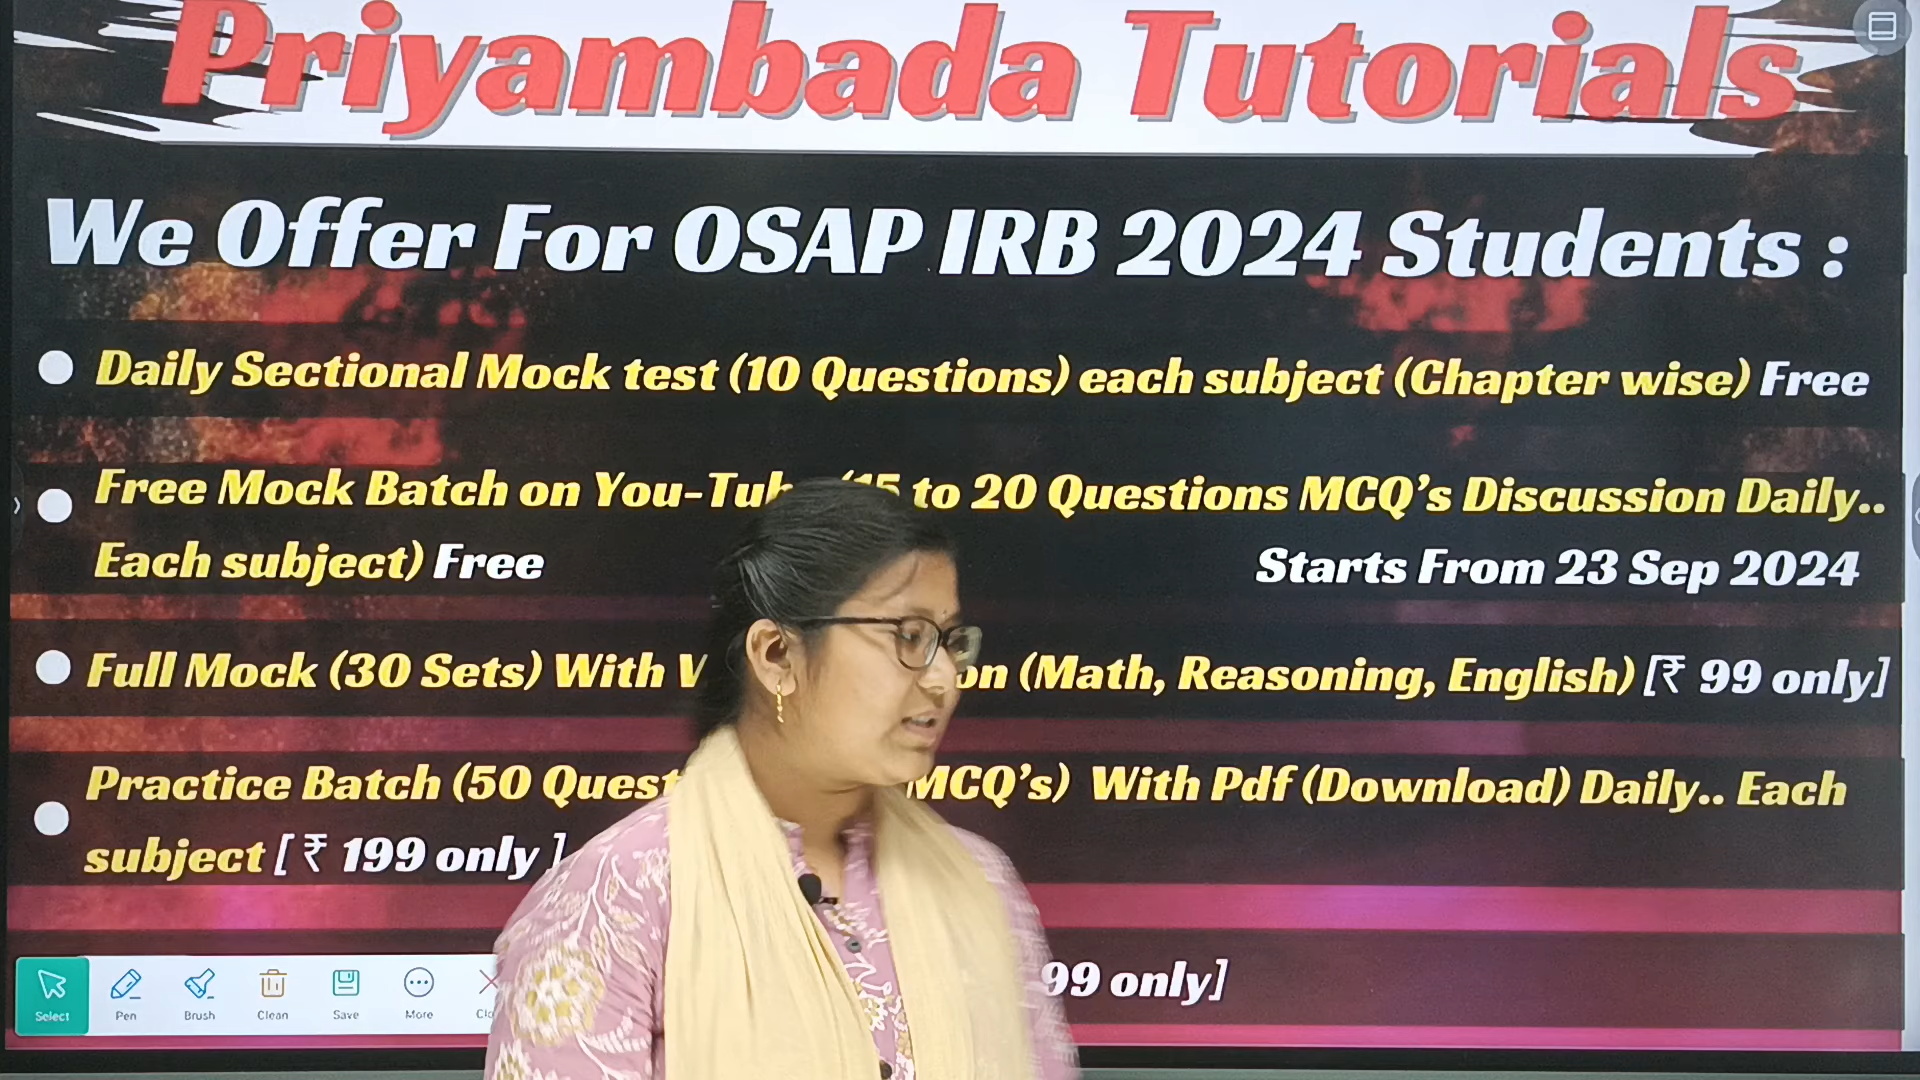 Priyambada Tutorials
We Offer For OSAP IRB 2024 Students :
Daily Sectional Mock test (10 Questions) each subject (Chapter wise) Free
Free Mock Batch on You-Tub (15 to 20 Questions MCQ's Discussion Daily..
Each subject) Free Starts From 23 Sep 2024
Full Mock (30 Sets) With (Math, Reasoning, English) [₹ 99 only]
Practice Batch (50 MCQ's) With Pdf (Download) Daily.. Each
subject [ ₹ 199 only ]
99 only]
Select Pen Brush Clean Save More